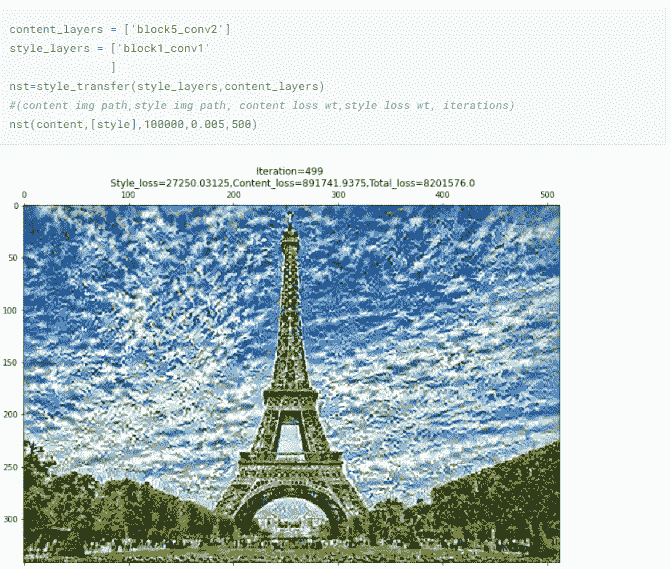 content_layers = ['block5_conv2']
style_layers = ['block1_conv1'
]
nst=style_transfer(style_layers,content_layers)
#(content img path,style img path, content loss wt,style loss wt, iterations)
nst(content,[style],100000,0.005,500)
Iteration=499
Style_loss=27250.03125,Content_loss=891741.9375,Total_loss=8201576.0
0 100 200 300 400 500
0
50
100
150
200
250
300